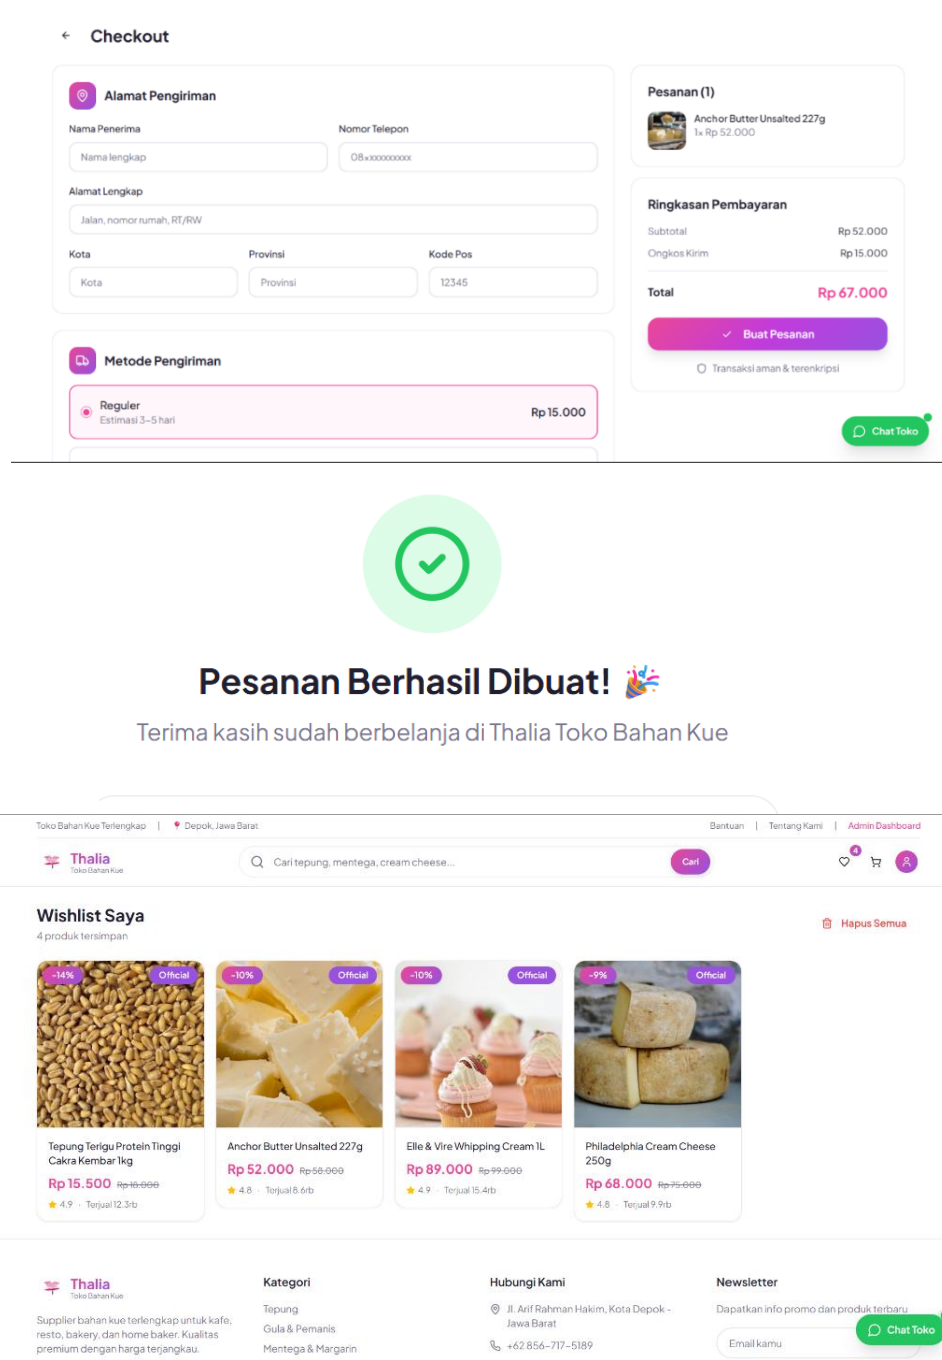 Checkout
Alamat Pengiriman
Nama Penerima
Nomor Telepon
Nama lengkap
08xxxxxxxxxx
Alamat Lengkap
Jalan, nomor rumah, RT/RW
Kota
Provinsi
Kode Pos
Kota
Provinsi
12345
Metode Pengiriman
Reguler
Estimasi 3–5 hari
Rp 15.000
Pesanan (1)
Anchor Butter Unsalted 227g
1x Rp 52.000
Ringkasan Pembayaran
Subtotal
Rp 52.000
Ongkos Kirim
Rp 15.000
Total
Rp 67.000
Buat Pesanan
Transaksi aman & terenkripsi
Chat Toko
Pesanan Berhasil Dibuat! 🎉
Terima kasih sudah berbelanja di Thalia Toko Bahan Kue
Toko Bahan Kue Terlengkap | Depok, Jawa Barat
Bantuan | Tentang Kami | Admin Dashboard
Thalia
Toko Bahan Kue
Cari tepung, mentega, cream cheese...
Cari
4
Wishlist Saya
4 produk tersimpan
Hapus Semua
-14%
Official
Tepung Terigu Protein Tinggi
Cakra Kembar 1kg
Rp 15.500 Rp 18.000
4.9 · Terjual 12.3rb
-10%
Official
Anchor Butter Unsalted 227g
Rp 52.000 Rp 58.000
4.8 · Terjual 8.6rb
-10%
Official
Elle & Vire Whipping Cream 1L
Rp 89.000 Rp 99.000
4.9 · Terjual 15.4rb
-9%
Official
Philadelphia Cream Cheese
250g
Rp 68.000 Rp 75.000
4.8 · Terjual 9.9rb
Thalia
Toko Bahan Kue
Supplier bahan kue terlengkap untuk kafe,
resto, bakery, dan home baker. Kualitas
premium dengan harga terjangkau.
Kategori
Tepung
Gula & Pemanis
Mentega & Margarin
Hubungi Kami
Jl. Arif Rahman Hakim, Kota Depok -
Jawa Barat
+62 856-717-5189
Newsletter
Dapatkan info promo dan produk terbaru
Email kamu
Chat Toko